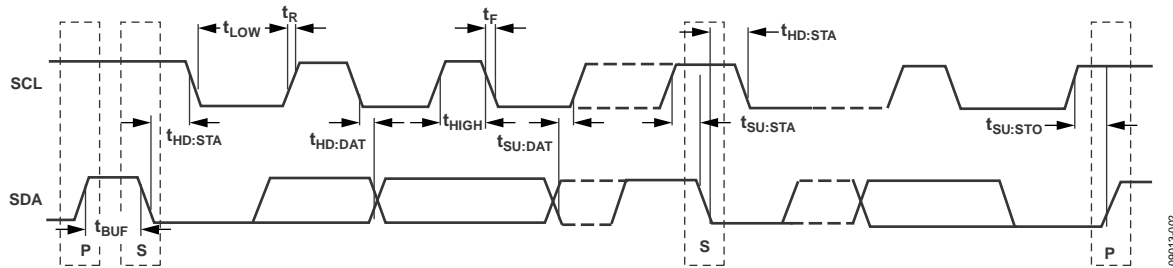 tR
tF
tLOW
tHD:STA
SCL
tHD:STA
tHD:DAT
tHIGH
tSU:DAT
tSU:STA
tSU:STO
SDA
tBUF
P
S
S
P